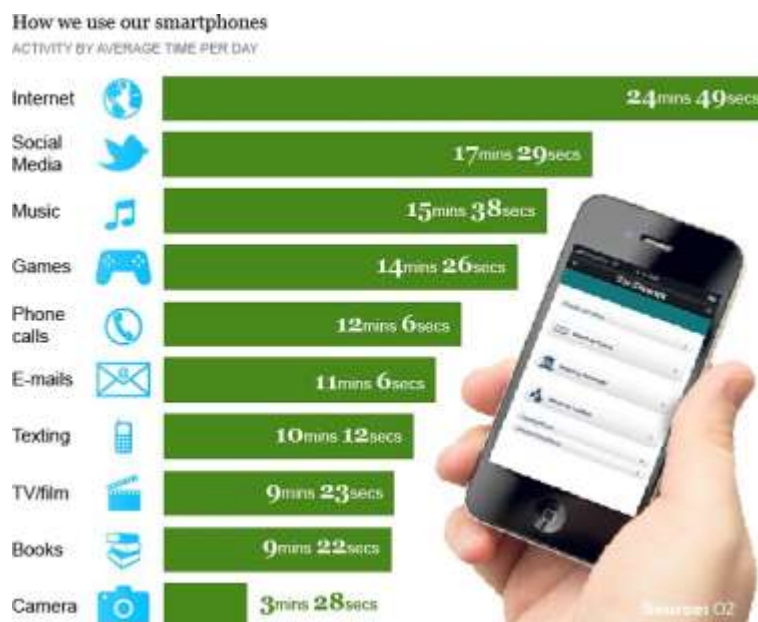 How we use our smartphones
ACTIVITY BY AVERAGE TIME PER DAY
Internet 24mins 49secs
Social
Media 17mins 29secs
Music 15mins 38secs
Games 14mins 26secs
Phone
calls 12mins 6secs
E-mails 11mins 6secs
Texting 10mins 12secs
TV/film 9mins 23secs
Books 9mins 22secs
Camera 3mins 28secs
Source: O2